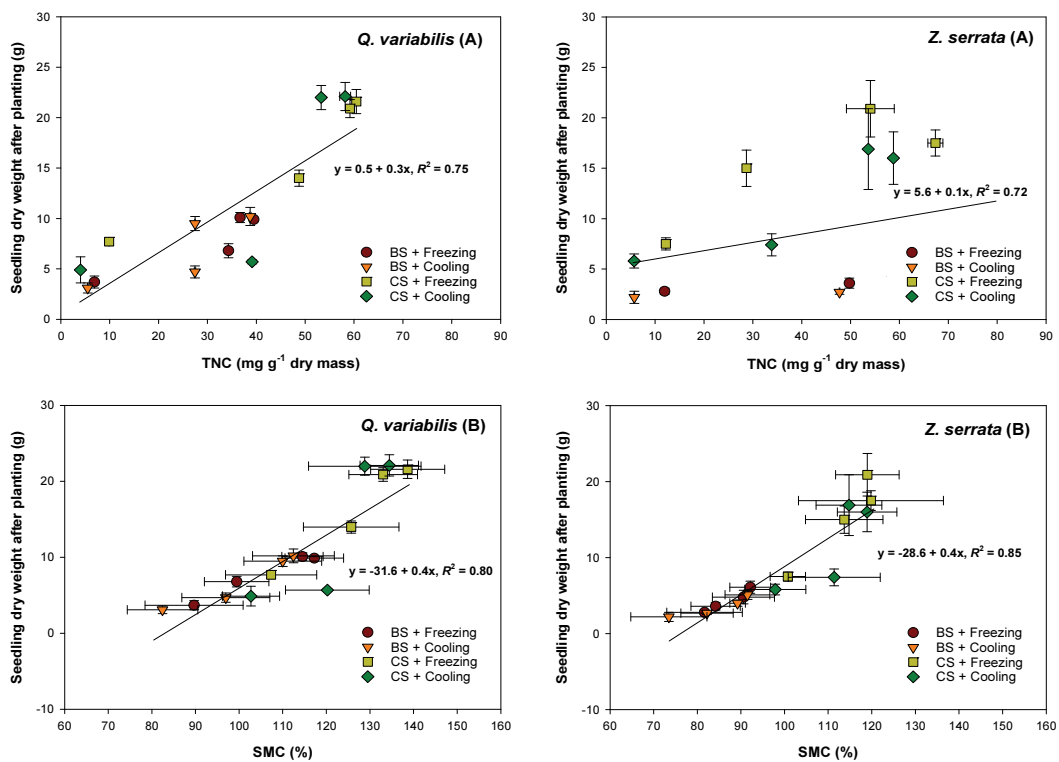 Q. variabilis (A)
Seedling dry weight after planting (g)
30
25
20
15
10
5
0
y = 0.5 + 0.3x, R² = 0.75
BS + Freezing
BS + Cooling
CS + Freezing
CS + Cooling
0 10 20 30 40 50 60 70 80 90
TNC (mg g⁻¹ dry mass)
Z. serrata (A)
Seedling dry weight after planting (g)
30
25
20
15
10
5
0
y = 5.6 + 0.1x, R² = 0.72
BS + Freezing
BS + Cooling
CS + Freezing
CS + Cooling
0 10 20 30 40 50 60 70 80 90
TNC (mg g⁻¹ dry mass)
Q. variabilis (B)
Seedling dry weight after planting (g)
30
20
10
0
-10
y = -31.6 + 0.4x, R² = 0.80
BS + Freezing
BS + Cooling
CS + Freezing
CS + Cooling
60 70 80 90 100 110 120 130 140 150 160
SMC (%)
Z. serrata (B)
Seedling dry weight after planting (g)
30
20
10
0
-10
y = -28.6 + 0.4x, R² = 0.85
BS + Freezing
BS + Cooling
CS + Freezing
CS + Cooling
60 70 80 90 100 110 120 130 140 150 160
SMC (%)